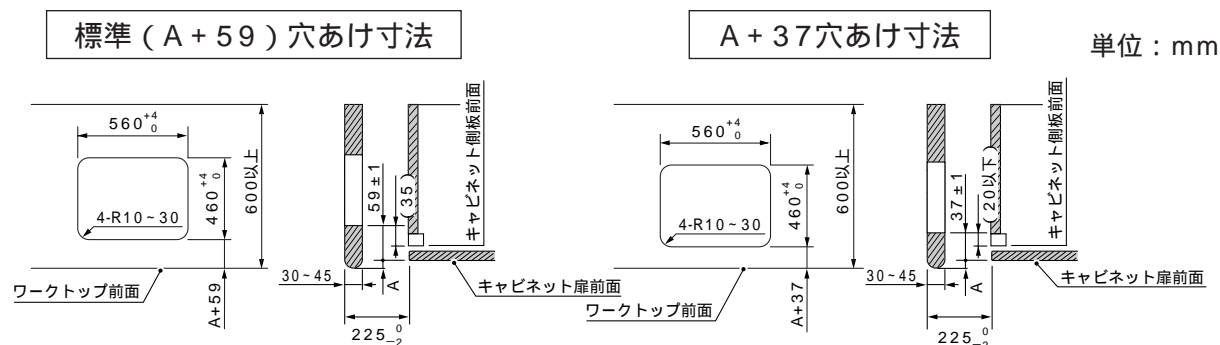 標準（A+59）穴あけ寸法
A+37穴あけ寸法
単位：mm
560 +4 0
460 +4 0
4-R10~30
600以上
59±1
(35)
キャビネット側板前面
30~45
A
A+59
ワークトップ前面
キャビネット扉前面
225 0 −2
560 +4 0
460 +4 0
4-R10~30
600以上
37±1
(20以下)
キャビネット側板前面
30~45
A
A+37
ワークトップ前面
キャビネット扉前面
225 0 −2